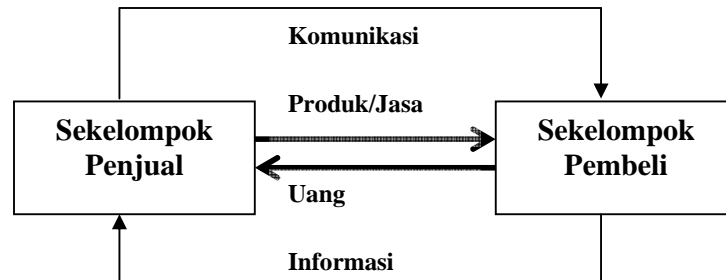 Komunikasi
Produk/Jasa
Sekelompok
Penjual
Sekelompok
Pembeli
Uang
Informasi